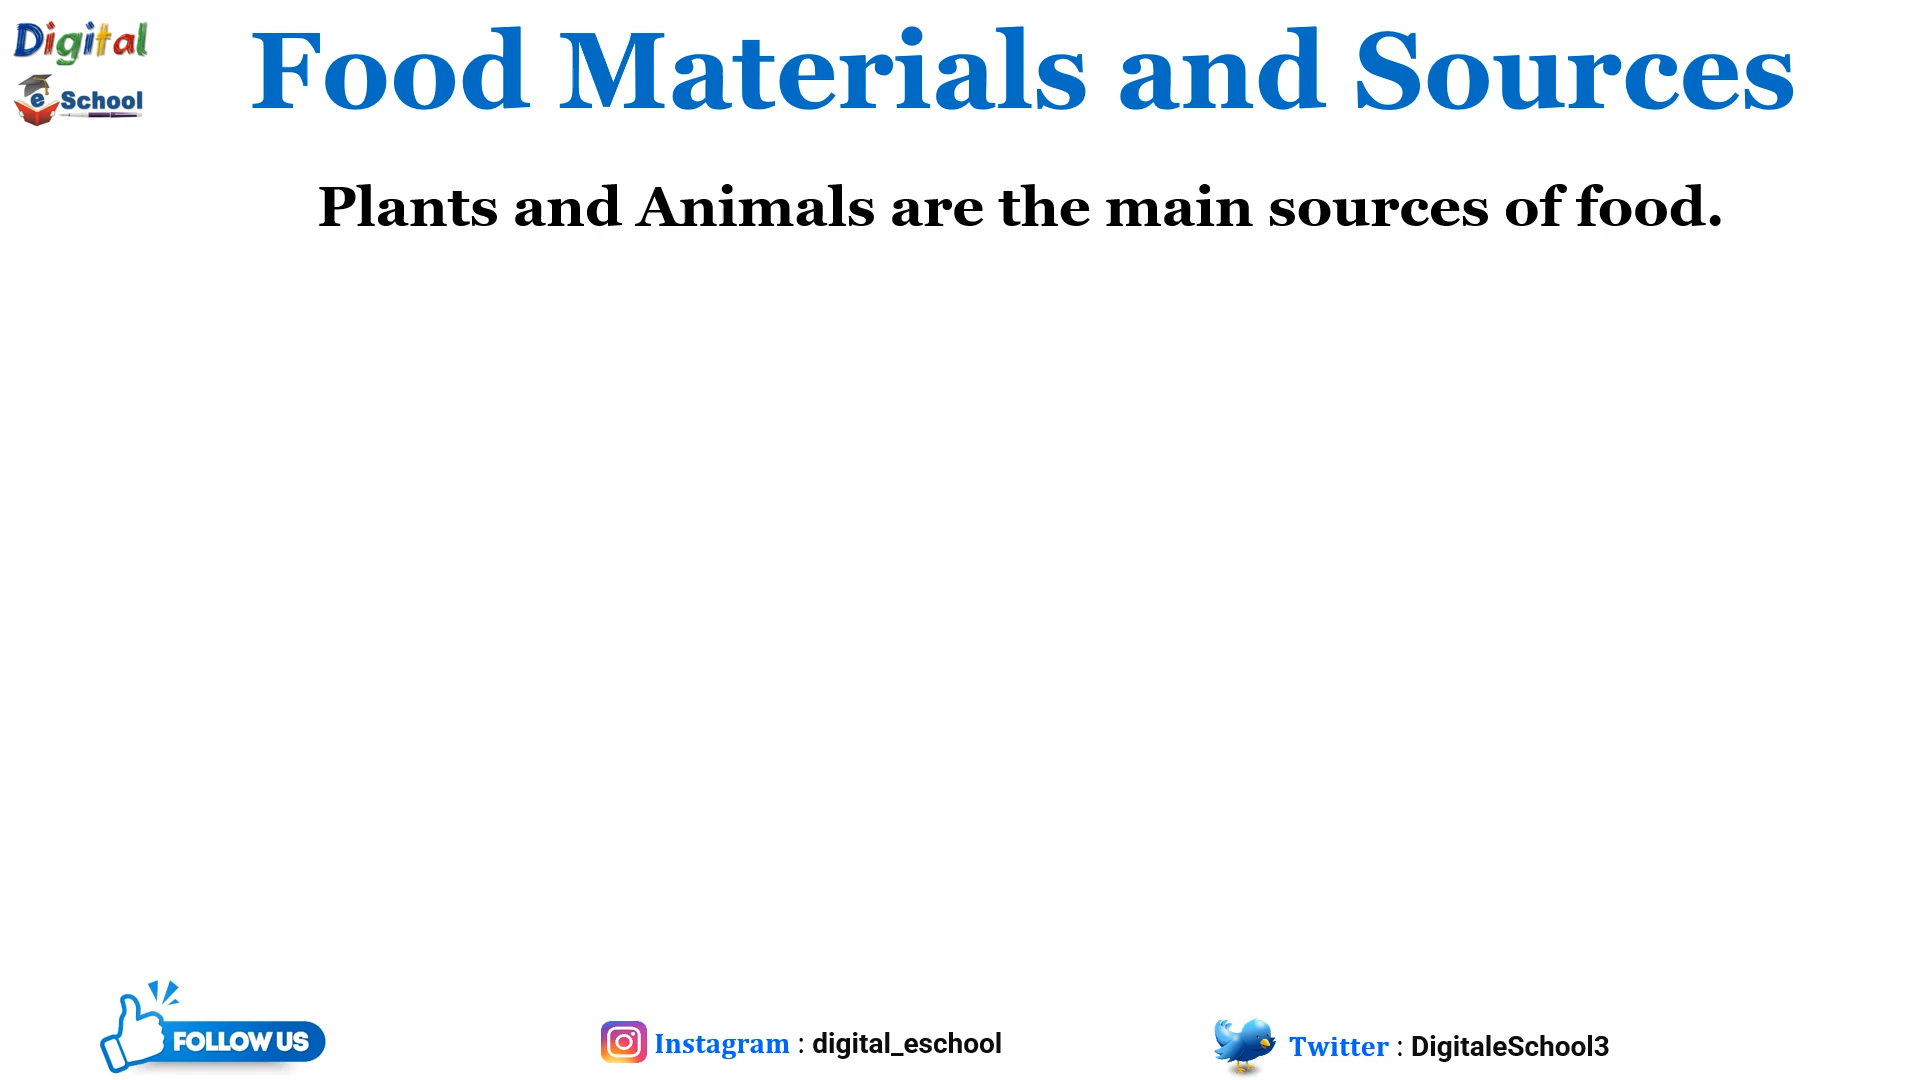 Digital
e School
Food Materials and Sources
Plants and Animals are the main sources of food.
FOLLOW US
Instagram : digital_eschool
Twitter : DigitaleSchool3